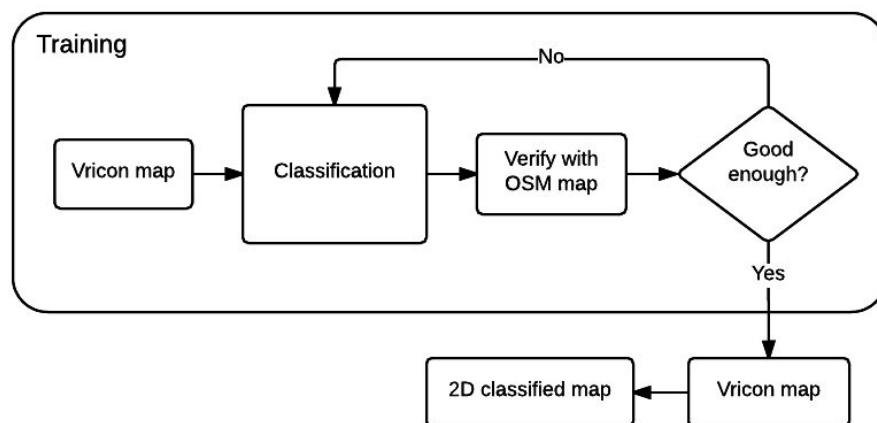 Training
No
Vricon map
Classification
Verify with
OSM map
Good
enough?
Yes
2D classified map
Vricon map